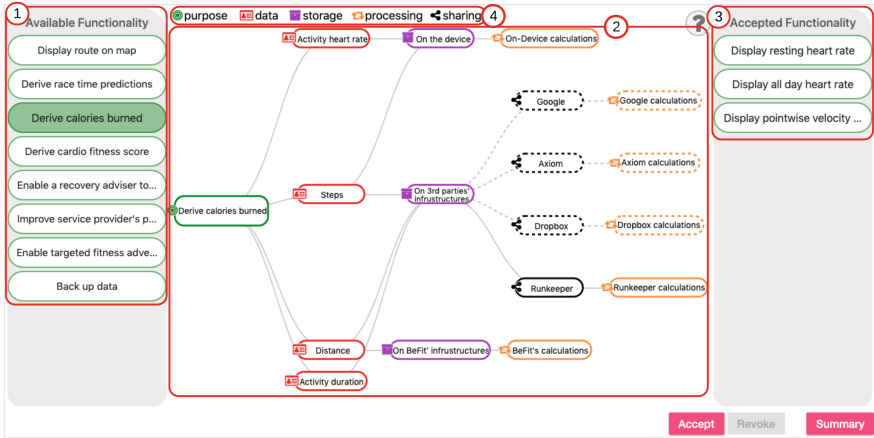 1
Available Functionality
Display route on map
Derive race time predictions
Derive calories burned
Derive cardio fitness score
Enable a recovery adviser to...
Improve service provider's p...
Enable targeted fitness adve...
Back up data
purpose data storage processing sharing
4
2
?
Activity heart rate
On the device
On-Device calculations
Google
Google calculations
Axiom
Axiom calculations
Derive calories burned
Steps
On 3rd parties'
infrustructures
Dropbox
Dropbox calculations
Runkeeper
Runkeeper calculations
Distance
On BeFit' infrustructures
BeFit's calculations
Activity duration
3
Accepted Functionality
Display resting heart rate
Display all day heart rate
Display pointwise velocity ...
Accept
Revoke
Summary